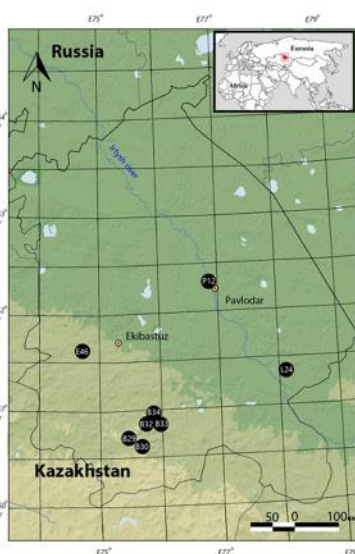 E75° E77° E79°
Russia
Eurasia
Africa
N
Irtysh river
P12
Pavlodar
Ekibastuz
E46
L24
B34
B32 B33
B29
B30
Kazakhstan
50 0 100
E75° E77°